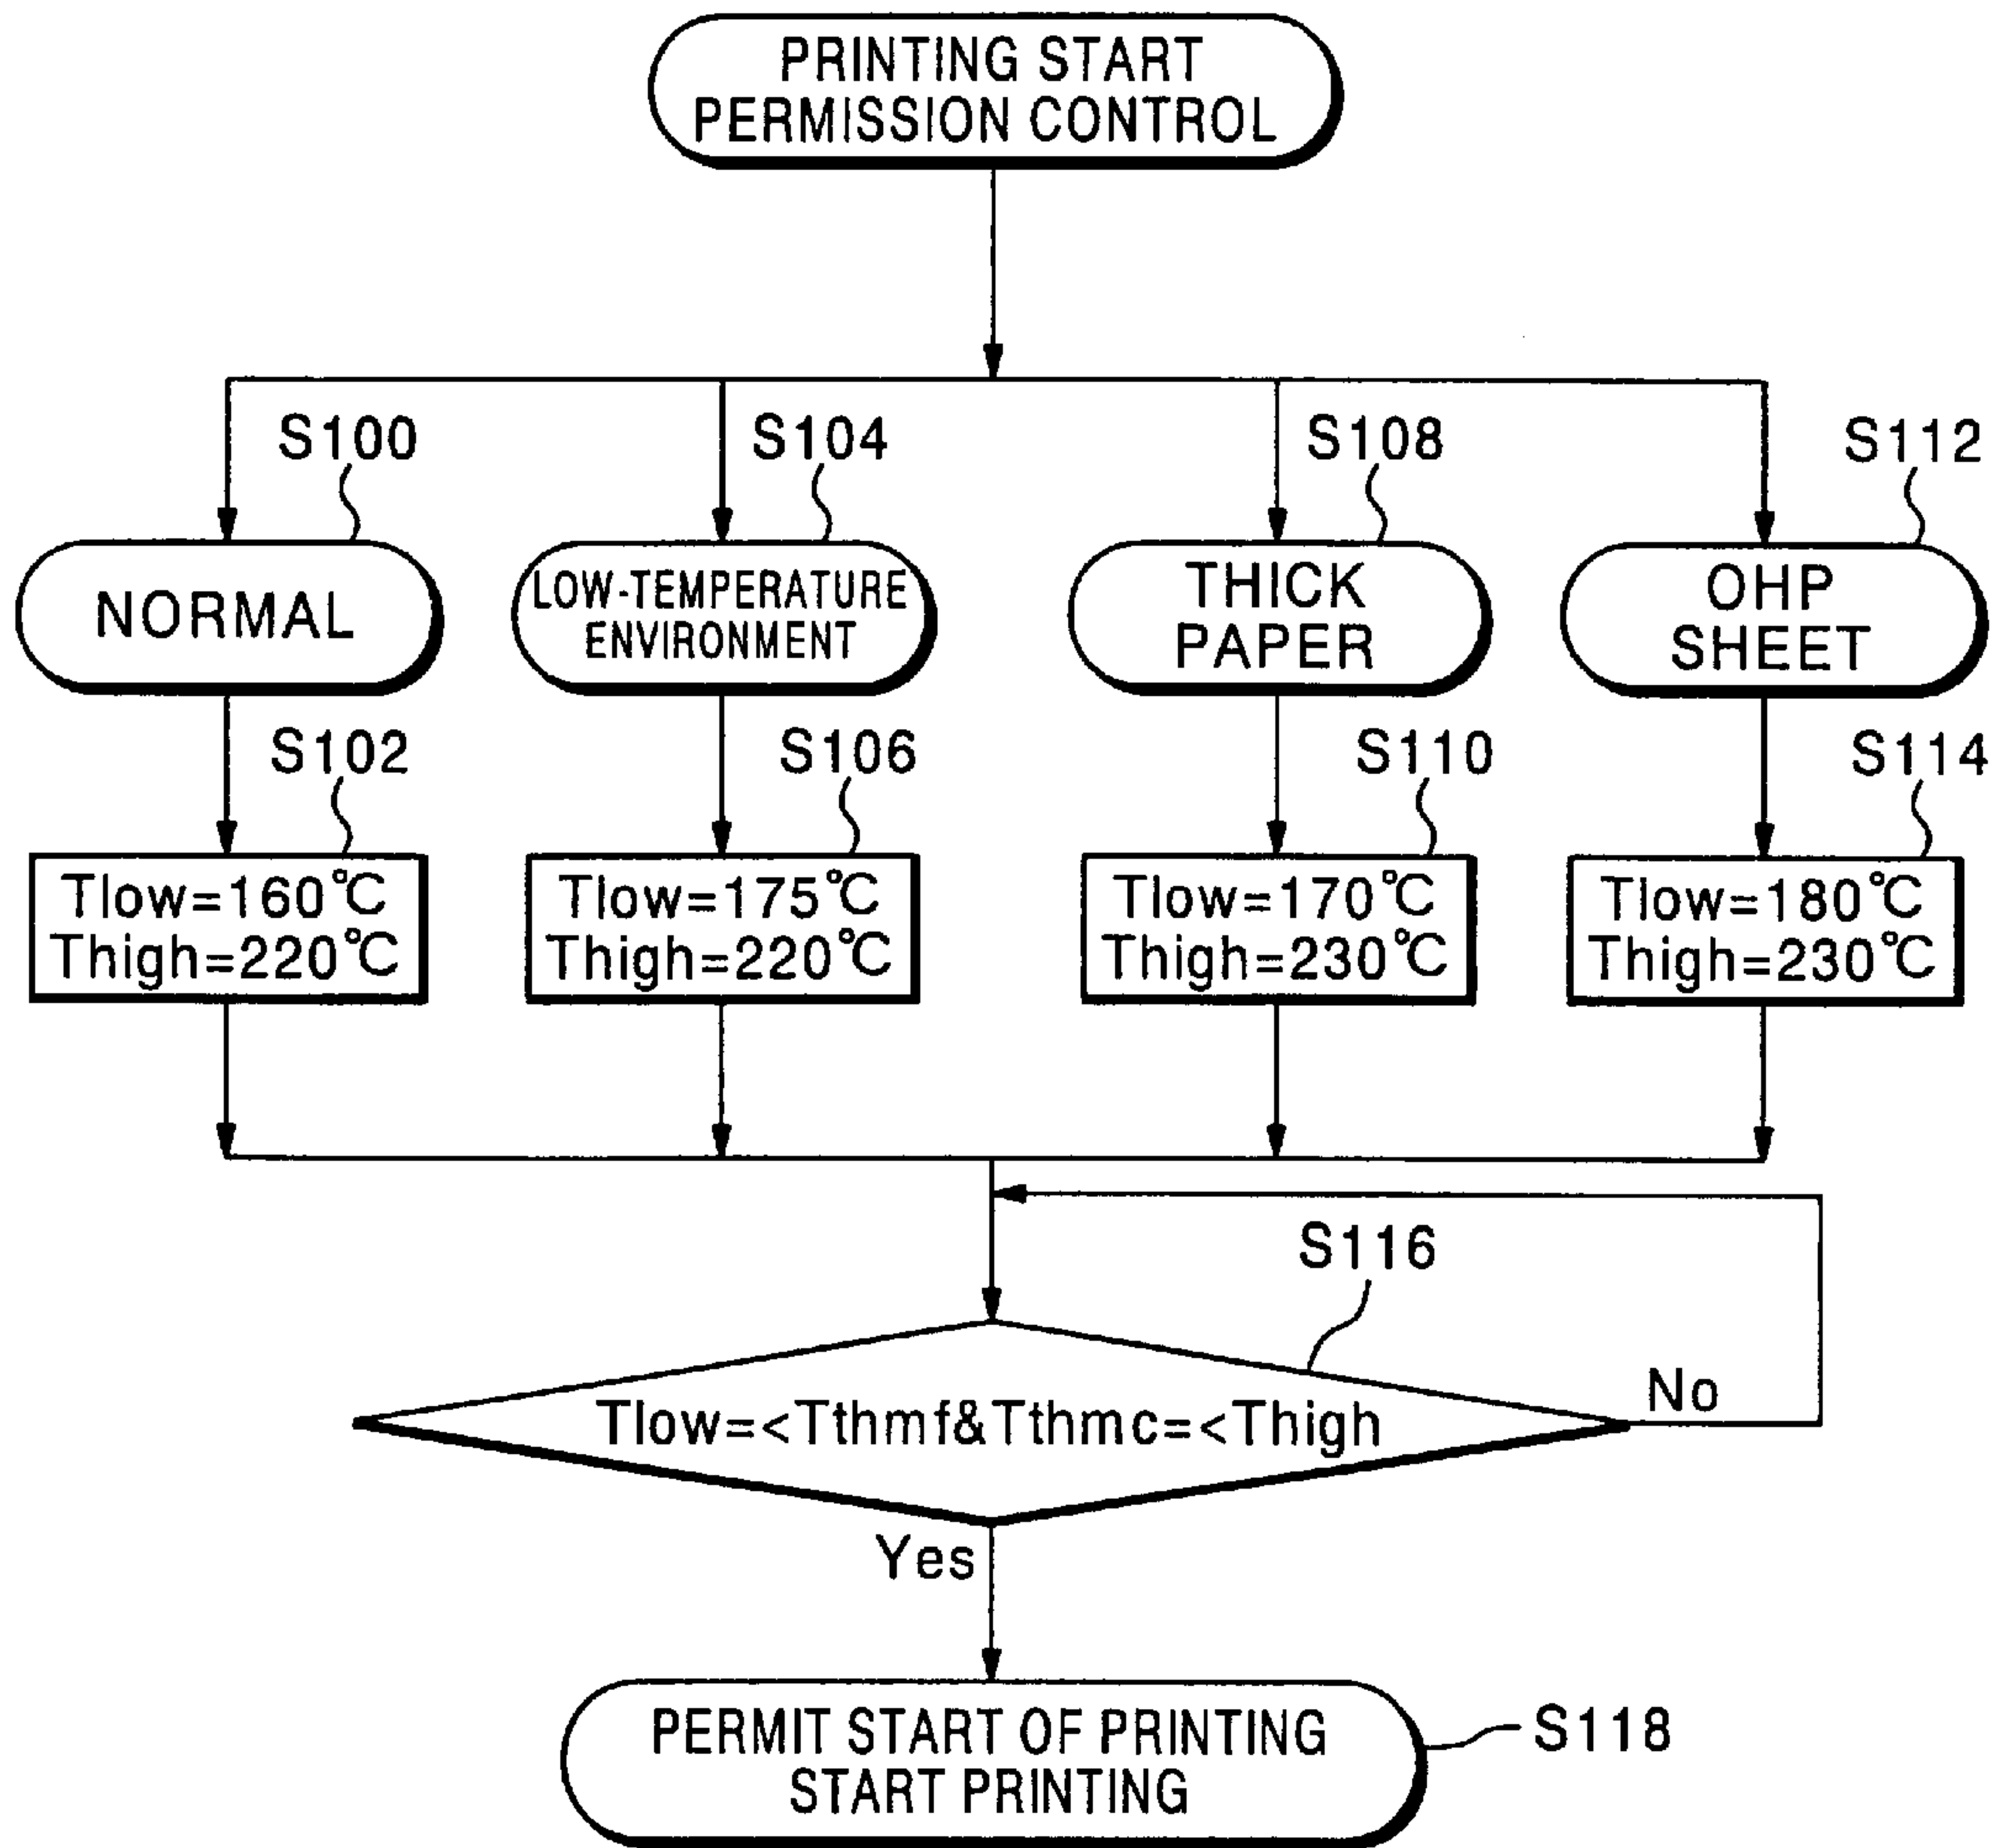 PRINTING START
PERMISSION CONTROL
S100
S104
S108
S112
NORMAL
LOW-TEMPERATURE
ENVIRONMENT
THICK
PAPER
OHP
SHEET
S102
S106
S110
S114
Tlow=160℃
Thigh=220℃
Tlow=175℃
Thigh=220℃
Tlow=170℃
Thigh=230℃
Tlow=180℃
Thigh=230℃
S116
Tlow=<Tthmf&Tthmc=<Thigh
No
Yes
PERMIT START OF PRINTING
START PRINTING
S118